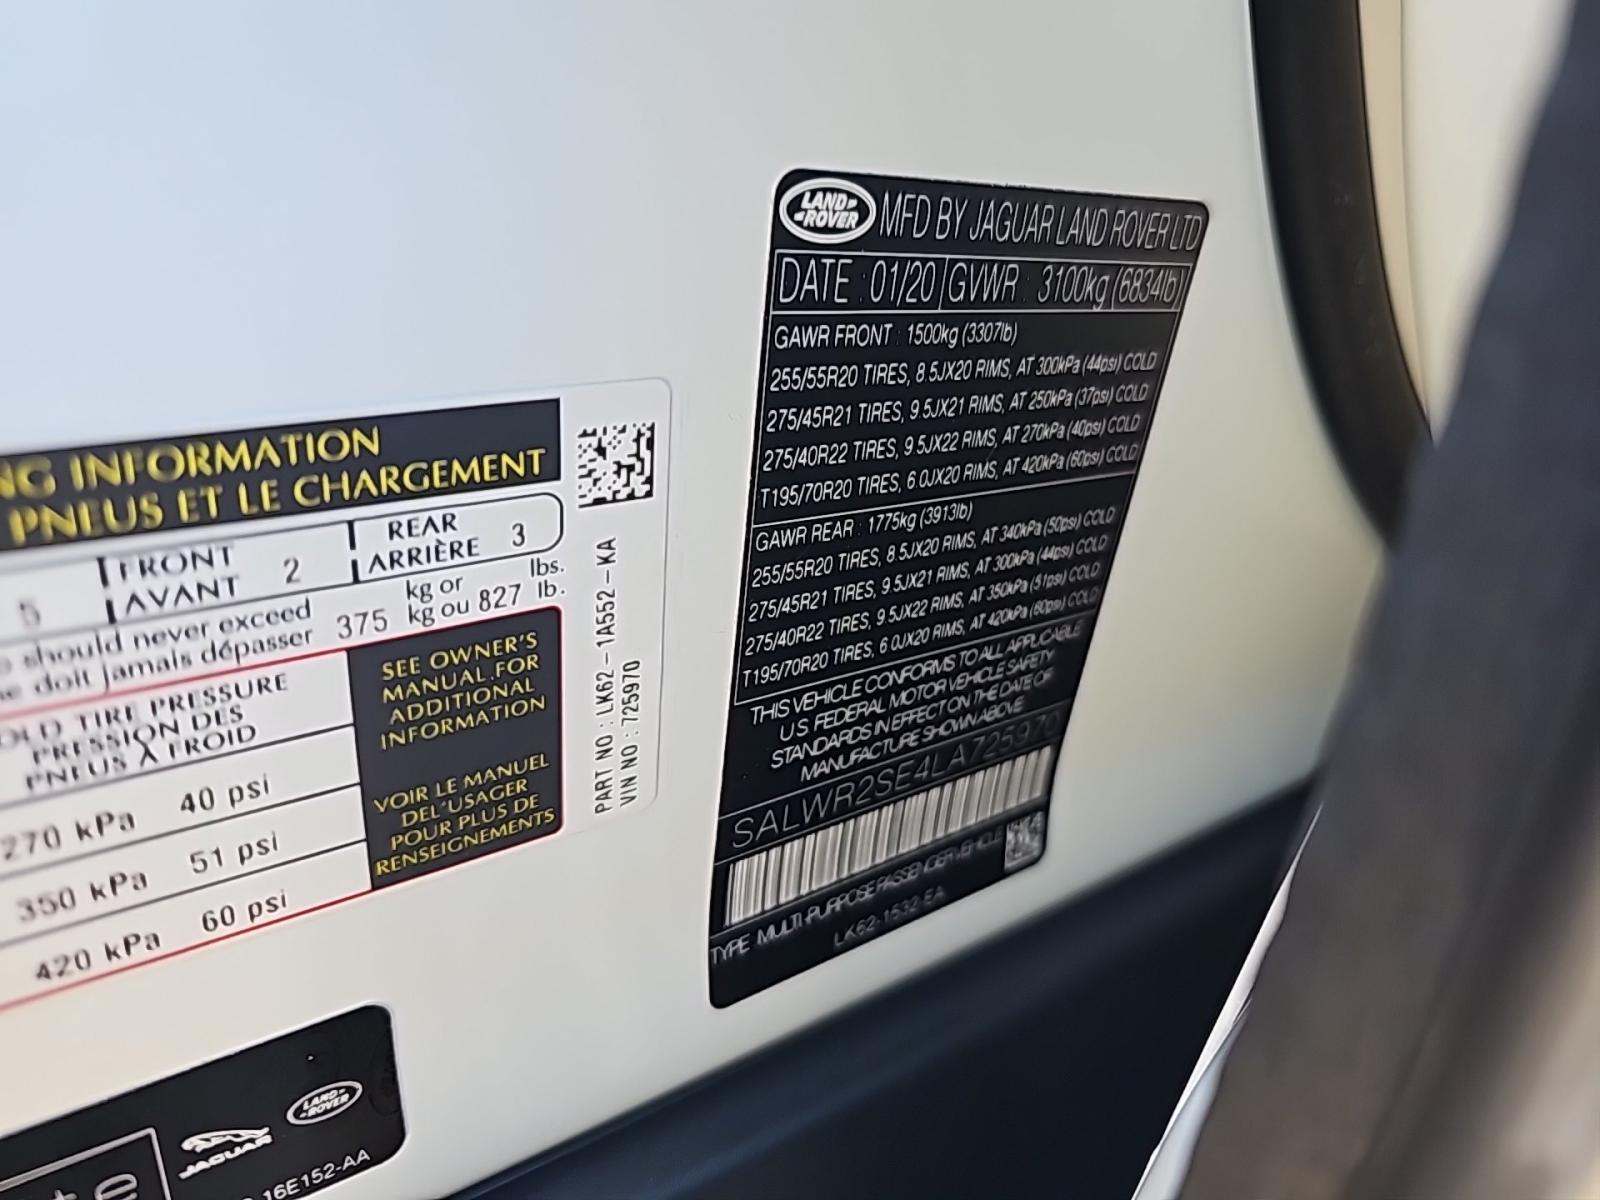 NG INFORMATION
PNEUS ET LE CHARGEMENT
5 FRONT AVANT 2 REAR ARRIÈRE 3
should never exceed 375 kg or 827 lbs.
ne doit jamais dépasser kg ou lb.
COLD TIRE PRESSURE
PRESSION DES
PNEUS À FROID
270 kPa 40 psi
350 kPa 51 psi
420 kPa 60 psi
SEE OWNER'S
MANUAL FOR
ADDITIONAL
INFORMATION
VOIR LE MANUEL
DEL'USAGER
POUR PLUS DE
RENSEIGNEMENTS
PART NO : LK62-1A552-KA
VIN NO : 725970
LAND ROVER
MFD BY JAGUAR LAND ROVER LTD
DATE : 01/20 GVWR : 3100kg (6834lb)
GAWR FRONT : 1500kg (3307lb)
255/55R20 TIRES, 8.5JX20 RIMS, AT 300kPa (44psi) COLD
275/45R21 TIRES, 9.5JX21 RIMS, AT 250kPa (37psi) COLD
275/40R22 TIRES, 9.5JX22 RIMS, AT 270kPa (40psi) COLD
T195/70R20 TIRES, 6.0JX20 RIMS, AT 420kPa (60psi) COLD
GAWR REAR : 1775kg (3913lb)
255/55R20 TIRES, 8.5JX20 RIMS, AT 340kPa (50psi) COLD
275/45R21 TIRES, 9.5JX21 RIMS, AT 300kPa (44psi) COLD
275/40R22 TIRES, 9.5JX22 RIMS, AT 350kPa (51psi) COLD
T195/70R20 TIRES, 6.0JX20 RIMS, AT 420kPa (60psi) COLD
THIS VEHICLE CONFORMS TO ALL APPLICABLE
U.S. FEDERAL MOTOR VEHICLE SAFETY
STANDARDS IN EFFECT ON THE DATE OF
MANUFACTURE SHOWN ABOVE
SALWR2SE4LA725970
TYPE MULTI-PURPOSE PASSENGER VEHICLE
LK62-1532-EA
JAGUAR
LAND ROVER
16E152-AA